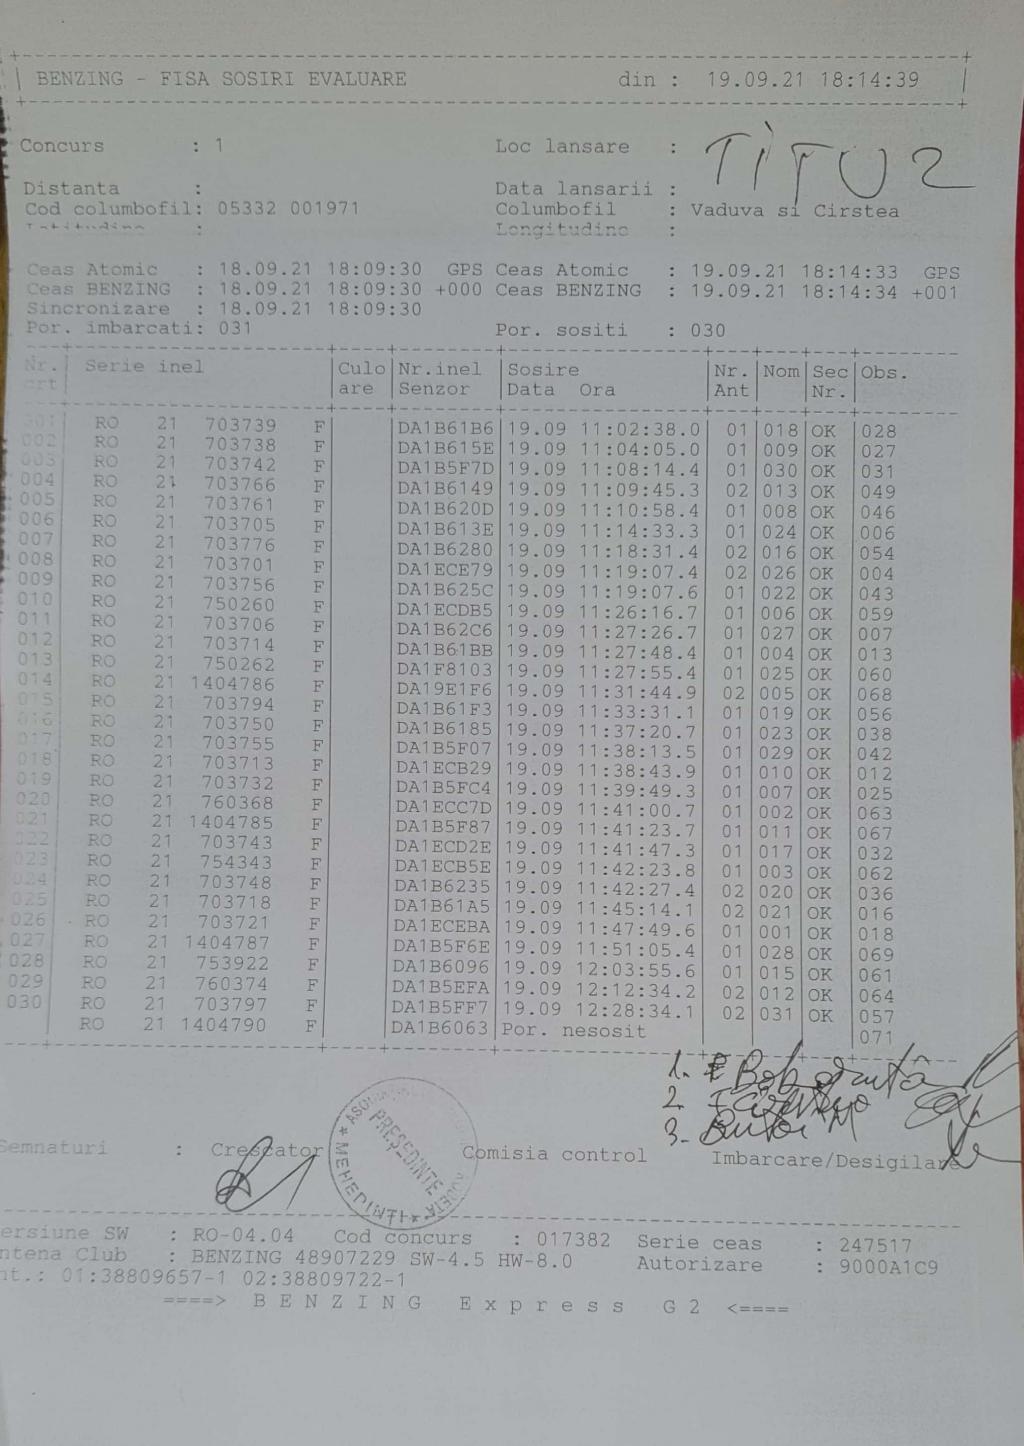 BENZING - FISA SOSIRI EVALUARE din : 19.09.21 18:14:39
Concurs : 1 Loc lansare : TITU 2
Distanta : Data lansarii :
Cod columbofil: 05332 001971 Columbofil : Vaduva si Cirstea
Latitudine : Longitudine :
Ceas Atomic : 18.09.21 18:09:30 GPS Ceas Atomic : 19.09.21 18:14:33 GPS
Ceas BENZING : 18.09.21 18:09:30 +000 Ceas BENZING : 19.09.21 18:14:34 +001
Sincronizare : 18.09.21 18:09:30
Por. imbarcati: 031 Por. sositi : 030
Nr. Serie inel Culo Nr.inel Sosire Nr. Nom Sec Obs.
crt are Senzor Data Ora Ant Nr.
001 RO 21 703739 F DA1B61B6 19.09 11:02:38.0 01 018 OK 028
002 RO 21 703738 F DA1B615E 19.09 11:04:05.0 01 009 OK 027
003 RO 21 703742 F DA1B5F7D 19.09 11:08:14.4 01 030 OK 031
004 RO 21 703766 F DA1B6149 19.09 11:09:45.3 02 013 OK 049
005 RO 21 703761 F DA1B620D 19.09 11:10:58.4 01 008 OK 046
006 RO 21 703705 F DA1B613E 19.09 11:14:33.3 01 024 OK 006
007 RO 21 703776 F DA1B6280 19.09 11:18:31.4 02 016 OK 054
008 RO 21 703701 F DA1ECE79 19.09 11:19:07.4 02 026 OK 004
009 RO 21 703756 F DA1B625C 19.09 11:19:07.6 01 022 OK 043
010 RO 21 750260 F DA1ECDB5 19.09 11:26:16.7 01 006 OK 059
011 RO 21 703706 F DA1B62C6 19.09 11:27:26.7 01 027 OK 007
012 RO 21 703714 F DA1B61BB 19.09 11:27:48.4 01 004 OK 013
013 RO 21 750262 F DA1F8103 19.09 11:27:55.4 01 025 OK 060
014 RO 21 1404786 F DA19E1F6 19.09 11:31:44.9 02 005 OK 068
015 RO 21 703794 F DA1B61F3 19.09 11:33:31.1 01 019 OK 056
016 RO 21 703750 F DA1B6185 19.09 11:37:20.7 01 023 OK 038
017 RO 21 703755 F DA1B5F07 19.09 11:38:13.5 01 029 OK 042
018 RO 21 703713 F DA1ECB29 19.09 11:38:43.9 01 010 OK 012
019 RO 21 703732 F DA1B5FC4 19.09 11:39:49.3 01 007 OK 025
020 RO 21 760368 F DA1ECC7D 19.09 11:41:00.7 01 002 OK 063
021 RO 21 1404785 F DA1B5F87 19.09 11:41:23.7 01 011 OK 067
022 RO 21 703743 F DA1ECD2E 19.09 11:41:47.3 01 017 OK 032
023 RO 21 754343 F DA1ECB5E 19.09 11:42:23.8 01 003 OK 062
024 RO 21 703748 F DA1B6235 19.09 11:42:27.4 02 020 OK 036
025 RO 21 703718 F DA1B61A5 19.09 11:45:14.1 02 021 OK 016
026 RO 21 703721 F DA1ECEBA 19.09 11:47:49.6 01 001 OK 018
027 RO 21 1404787 F DA1B5F6E 19.09 11:51:05.4 01 028 OK 069
028 RO 21 753922 F DA1B6096 19.09 12:03:55.6 01 015 OK 061
029 RO 21 760374 F DA1B5EFA 19.09 12:12:34.2 02 012 OK 064
030 RO 21 703797 F DA1B5FF7 19.09 12:28:34.1 02 031 OK 057
RO 21 1404790 F DA1B6063 Por. nesosit 071
1.
2.
3.
PREȘEDINTE
MEHEDINȚI
Semnaturi : Crescator Comisia control Imbarcare/Desigilare
ersiune SW : RO-04.04 Cod concurs : 017382 Serie ceas : 247517
ntena Club : BENZING 48907229 SW-4.5 HW-8.0 Autorizare : 9000A1C9
nt.: 01:38809657-1 02:38809722-1
====> BENZING Express G2 <====